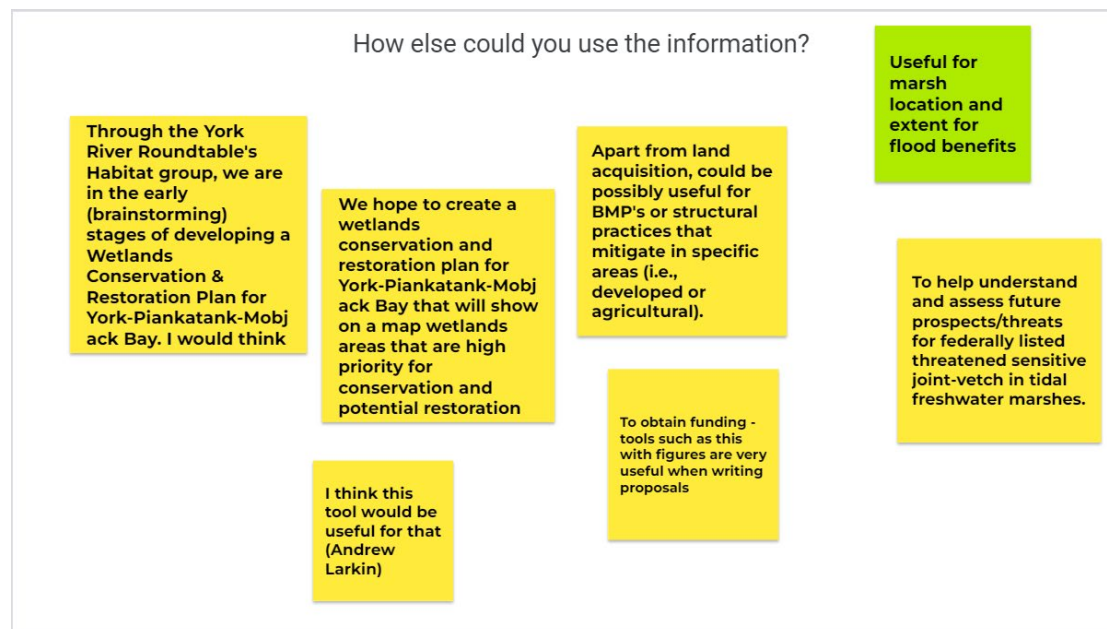 How else could you use the information?
Through the York
River Roundtable's
Habitat group, we are
in the early
(brainstorming)
stages of developing a
Wetlands
Conservation &
Restoration Plan for
York-Piankatank-Mobj
ack Bay. I would think
We hope to create a
wetlands
conservation and
restoration plan for
York-Piankatank-Mobj
ack Bay that will show
on a map wetlands
areas that are high
priority for
conservation and
potential restoration
I think this
tool would be
useful for that
(Andrew
Larkin)
Apart from land
acquisition, could be
possibly useful for
BMP's or structural
practices that
mitigate in specific
areas (i.e.,
developed or
agricultural).
To obtain funding -
tools such as this
with figures are very
useful when writing
proposals
Useful for
marsh
location and
extent for
flood benefits
To help understand
and assess future
prospects/threats
for federally listed
threatened sensitive
joint-vetch in tidal
freshwater marshes.